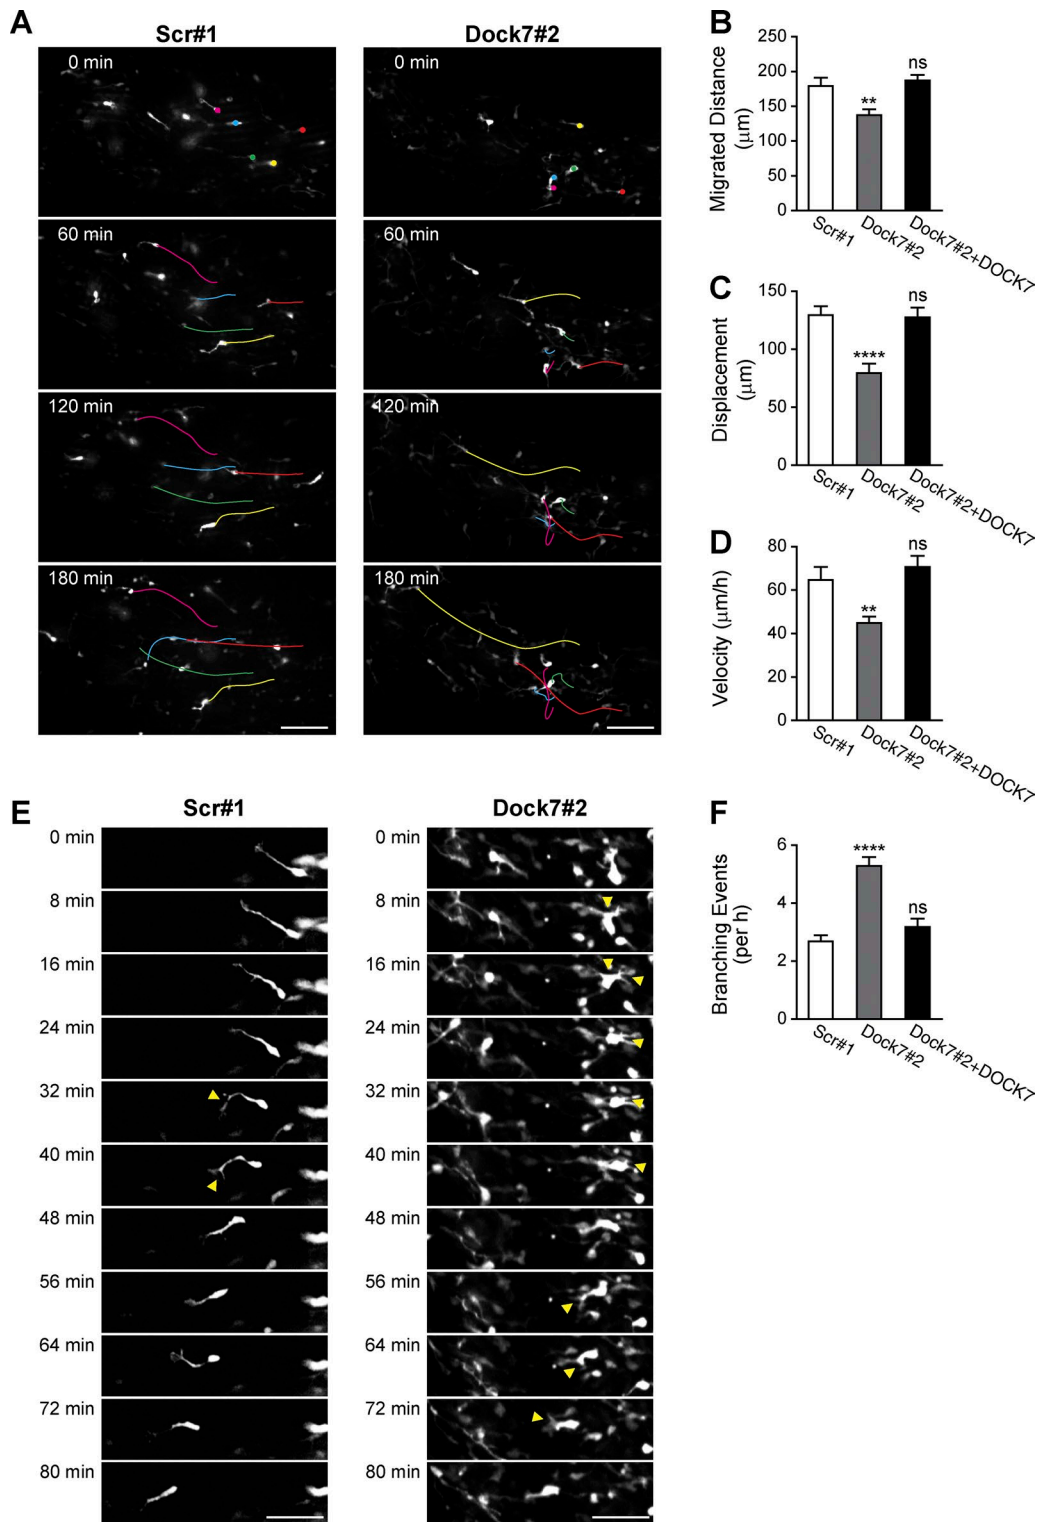 A
Scr#1
Dock7#2
0 min
0 min
60 min
60 min
120 min
120 min
180 min
180 min
B
Migrated Distance
(μm)
250
200
150
100
50
0
**
ns
Scr#1
Dock7#2
Dock7#2+DOCK7
C
Displacement
(μm)
150
100
50
0
****
ns
Scr#1
Dock7#2
Dock7#2+DOCK7
D
Velocity (μm/h)
80
60
40
20
0
**
ns
Scr#1
Dock7#2
Dock7#2+DOCK7
E
Scr#1
Dock7#2
0 min
0 min
8 min
8 min
16 min
16 min
24 min
24 min
32 min
32 min
40 min
40 min
48 min
48 min
56 min
56 min
64 min
64 min
72 min
72 min
80 min
80 min
F
Branching Events
(per h)
6
4
2
0
****
ns
Scr#1
Dock7#2
Dock7#2+DOCK7